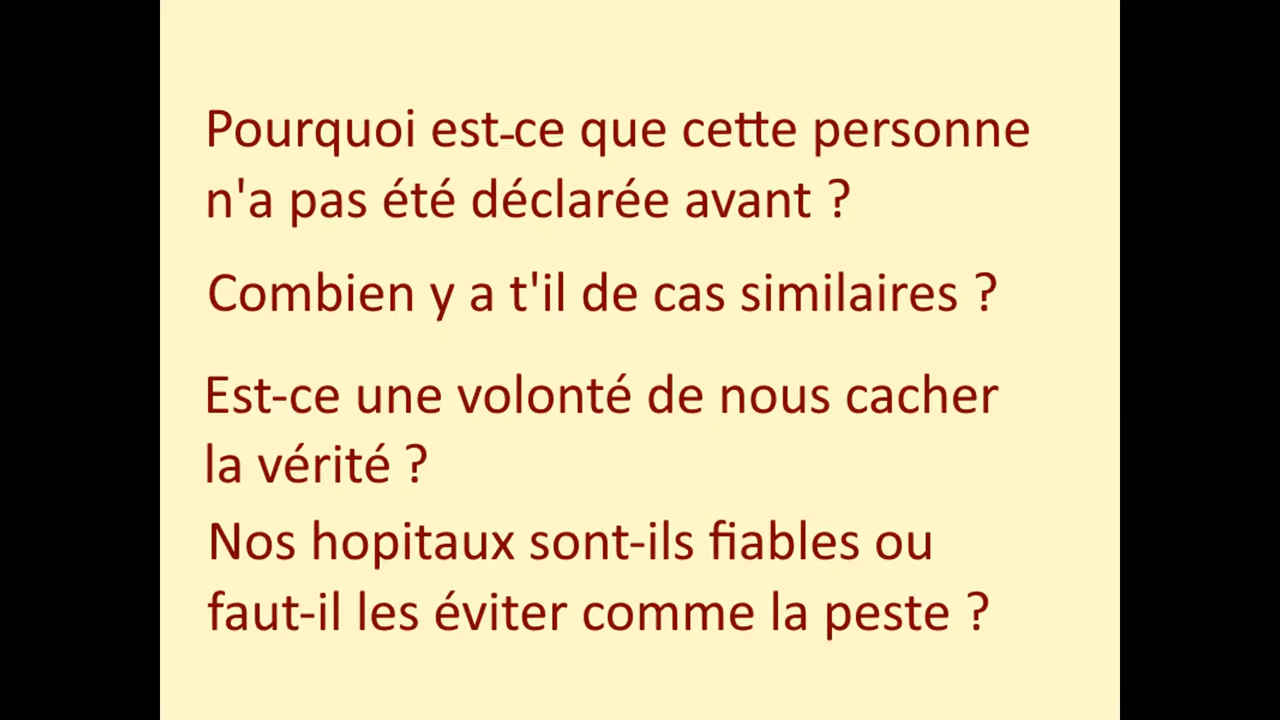 Pourquoi est-ce que cette personne
n'a pas été déclarée avant ?
Combien y a t'il de cas similaires ?
Est-ce une volonté de nous cacher
la vérité ?
Nos hopitaux sont-ils fiables ou
faut-il les éviter comme la peste ?